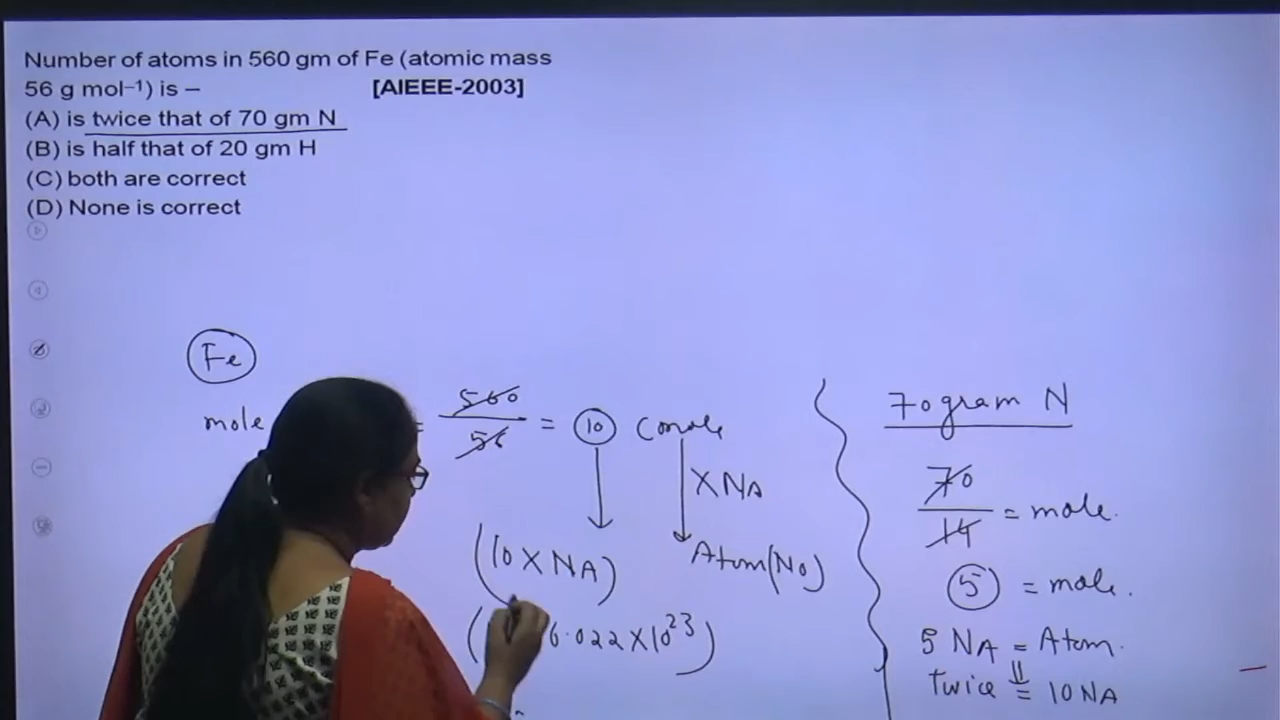 Number of atoms in 560 gm of Fe (atomic mass
56 g mol–1) is –
[AIEEE-2003]
(A) is twice that of 70 gm N
(B) is half that of 20 gm H
(C) both are correct
(D) None is correct
Fe
mole
= 560/56 = 10
X NA
(10 X NA)
Atom(No)
6.022 X 10²³)
70 gram N
70/14 = mole.
5 = mole.
5 NA = Atom.
twice = 10 NA